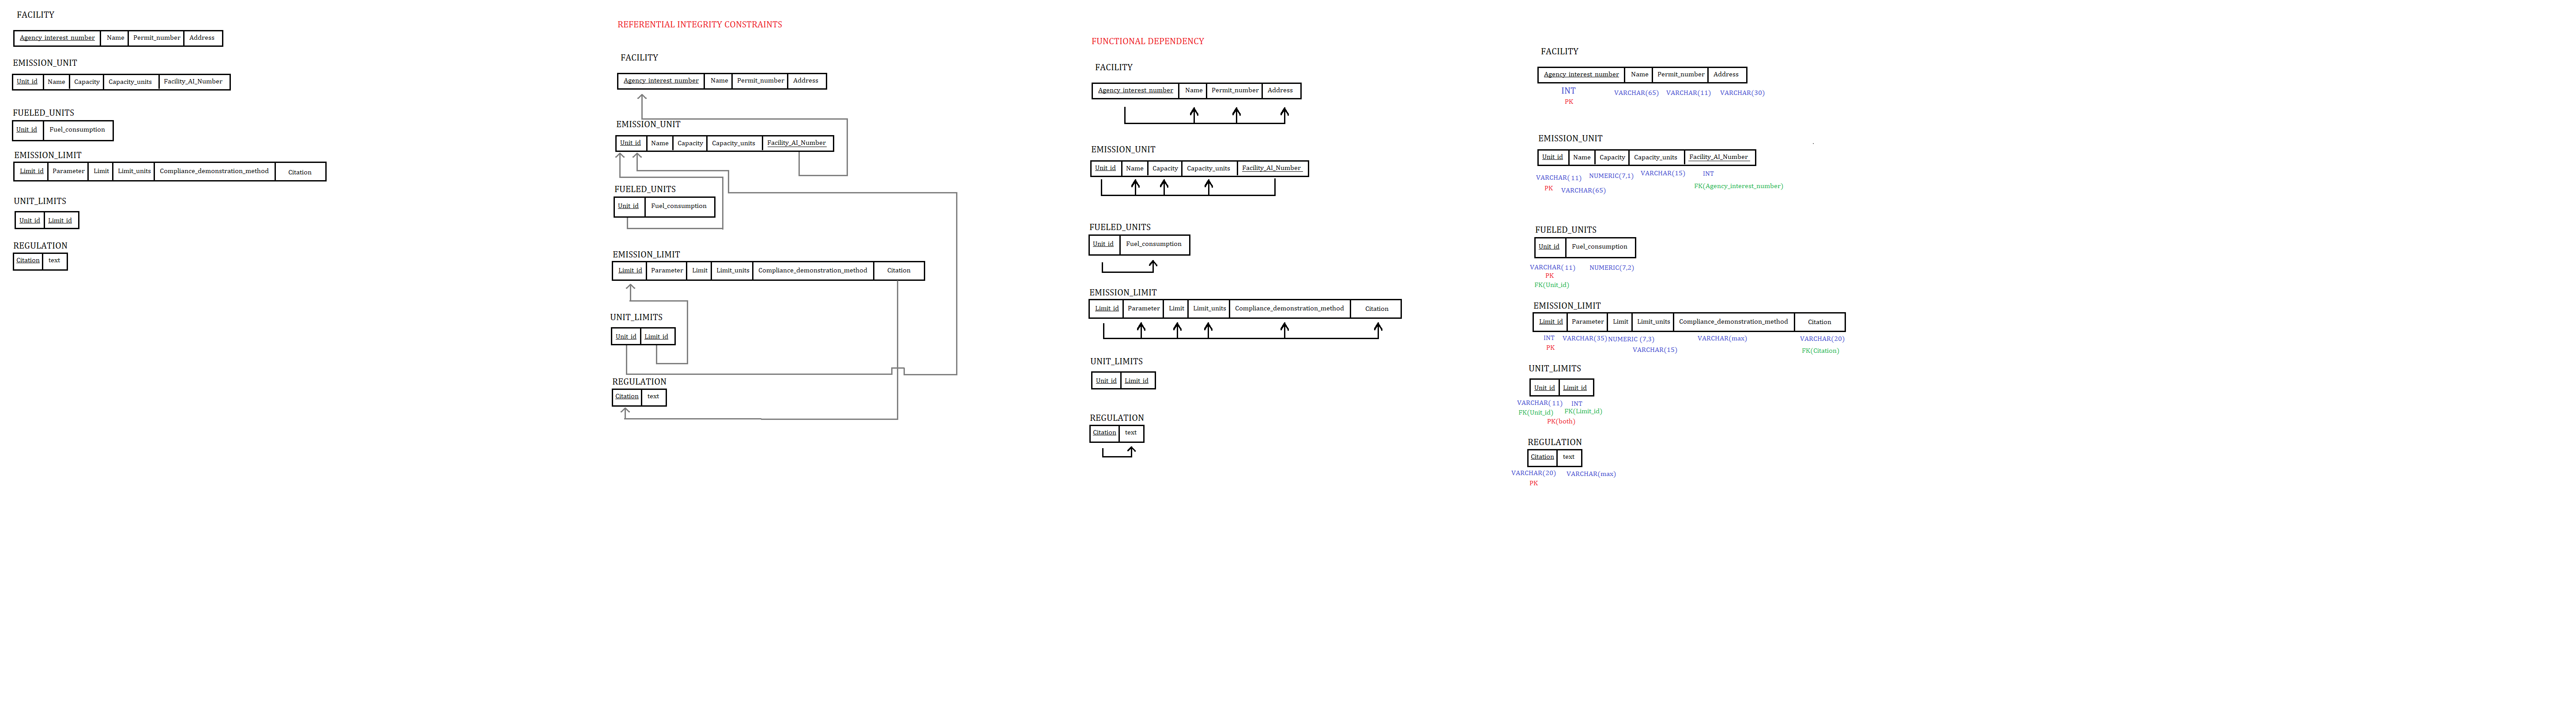 FACILITY
Agency_interest_number Name Permit_number Address
EMISSION_UNIT
Unit_id Name Capacity Capacity_units Facility_AI_Number
FUELED_UNITS
Unit_id Fuel_consumption
EMISSION_LIMIT
Limit_id Parameter Limit Limit_units Compliance_demonstration_method Citation
UNIT_LIMITS
Unit_id Limit_id
REGULATION
Citation text
REFERENTIAL INTEGRITY CONSTRAINTS
FACILITY
Agency_interest_number Name Permit_number Address
EMISSION_UNIT
Unit_id Name Capacity Capacity_units Facility_AI_Number
FUELED_UNITS
Unit_id Fuel_consumption
EMISSION_LIMIT
Limit_id Parameter Limit Limit_units Compliance_demonstration_method Citation
UNIT_LIMITS
Unit_id Limit_id
REGULATION
Citation text
FUNCTIONAL DEPENDENCY
FACILITY
Agency_interest_number Name Permit_number Address
EMISSION_UNIT
Unit_id Name Capacity Capacity_units Facility_AI_Number
FUELED_UNITS
Unit_id Fuel_consumption
EMISSION_LIMIT
Limit_id Parameter Limit Limit_units Compliance_demonstration_method Citation
UNIT_LIMITS
Unit_id Limit_id
REGULATION
Citation text
FACILITY
Agency_interest_number Name Permit_number Address
INT VARCHAR(65) VARCHAR(11) VARCHAR(30)
PK
EMISSION_UNIT
Unit_id Name Capacity Capacity_units Facility_AI_Number
VARCHAR(11) NUMERIC(7,1) VARCHAR(15) INT
PK VARCHAR(65) FK(Agency_interest_number)
FUELED_UNITS
Unit_id Fuel_consumption
VARCHAR(11) NUMERIC(7,2)
PK
FK(Unit_id)
EMISSION_LIMIT
Limit_id Parameter Limit Limit_units Compliance_demonstration_method Citation
INT VARCHAR(35) NUMERIC (7,3) VARCHAR(max) VARCHAR(20)
PK VARCHAR(15) FK(Citation)
UNIT_LIMITS
Unit_id Limit_id
VARCHAR(11) INT
FK(Unit_id) FK(Limit_id)
PK(both)
REGULATION
Citation text
VARCHAR(20) VARCHAR(max)
PK